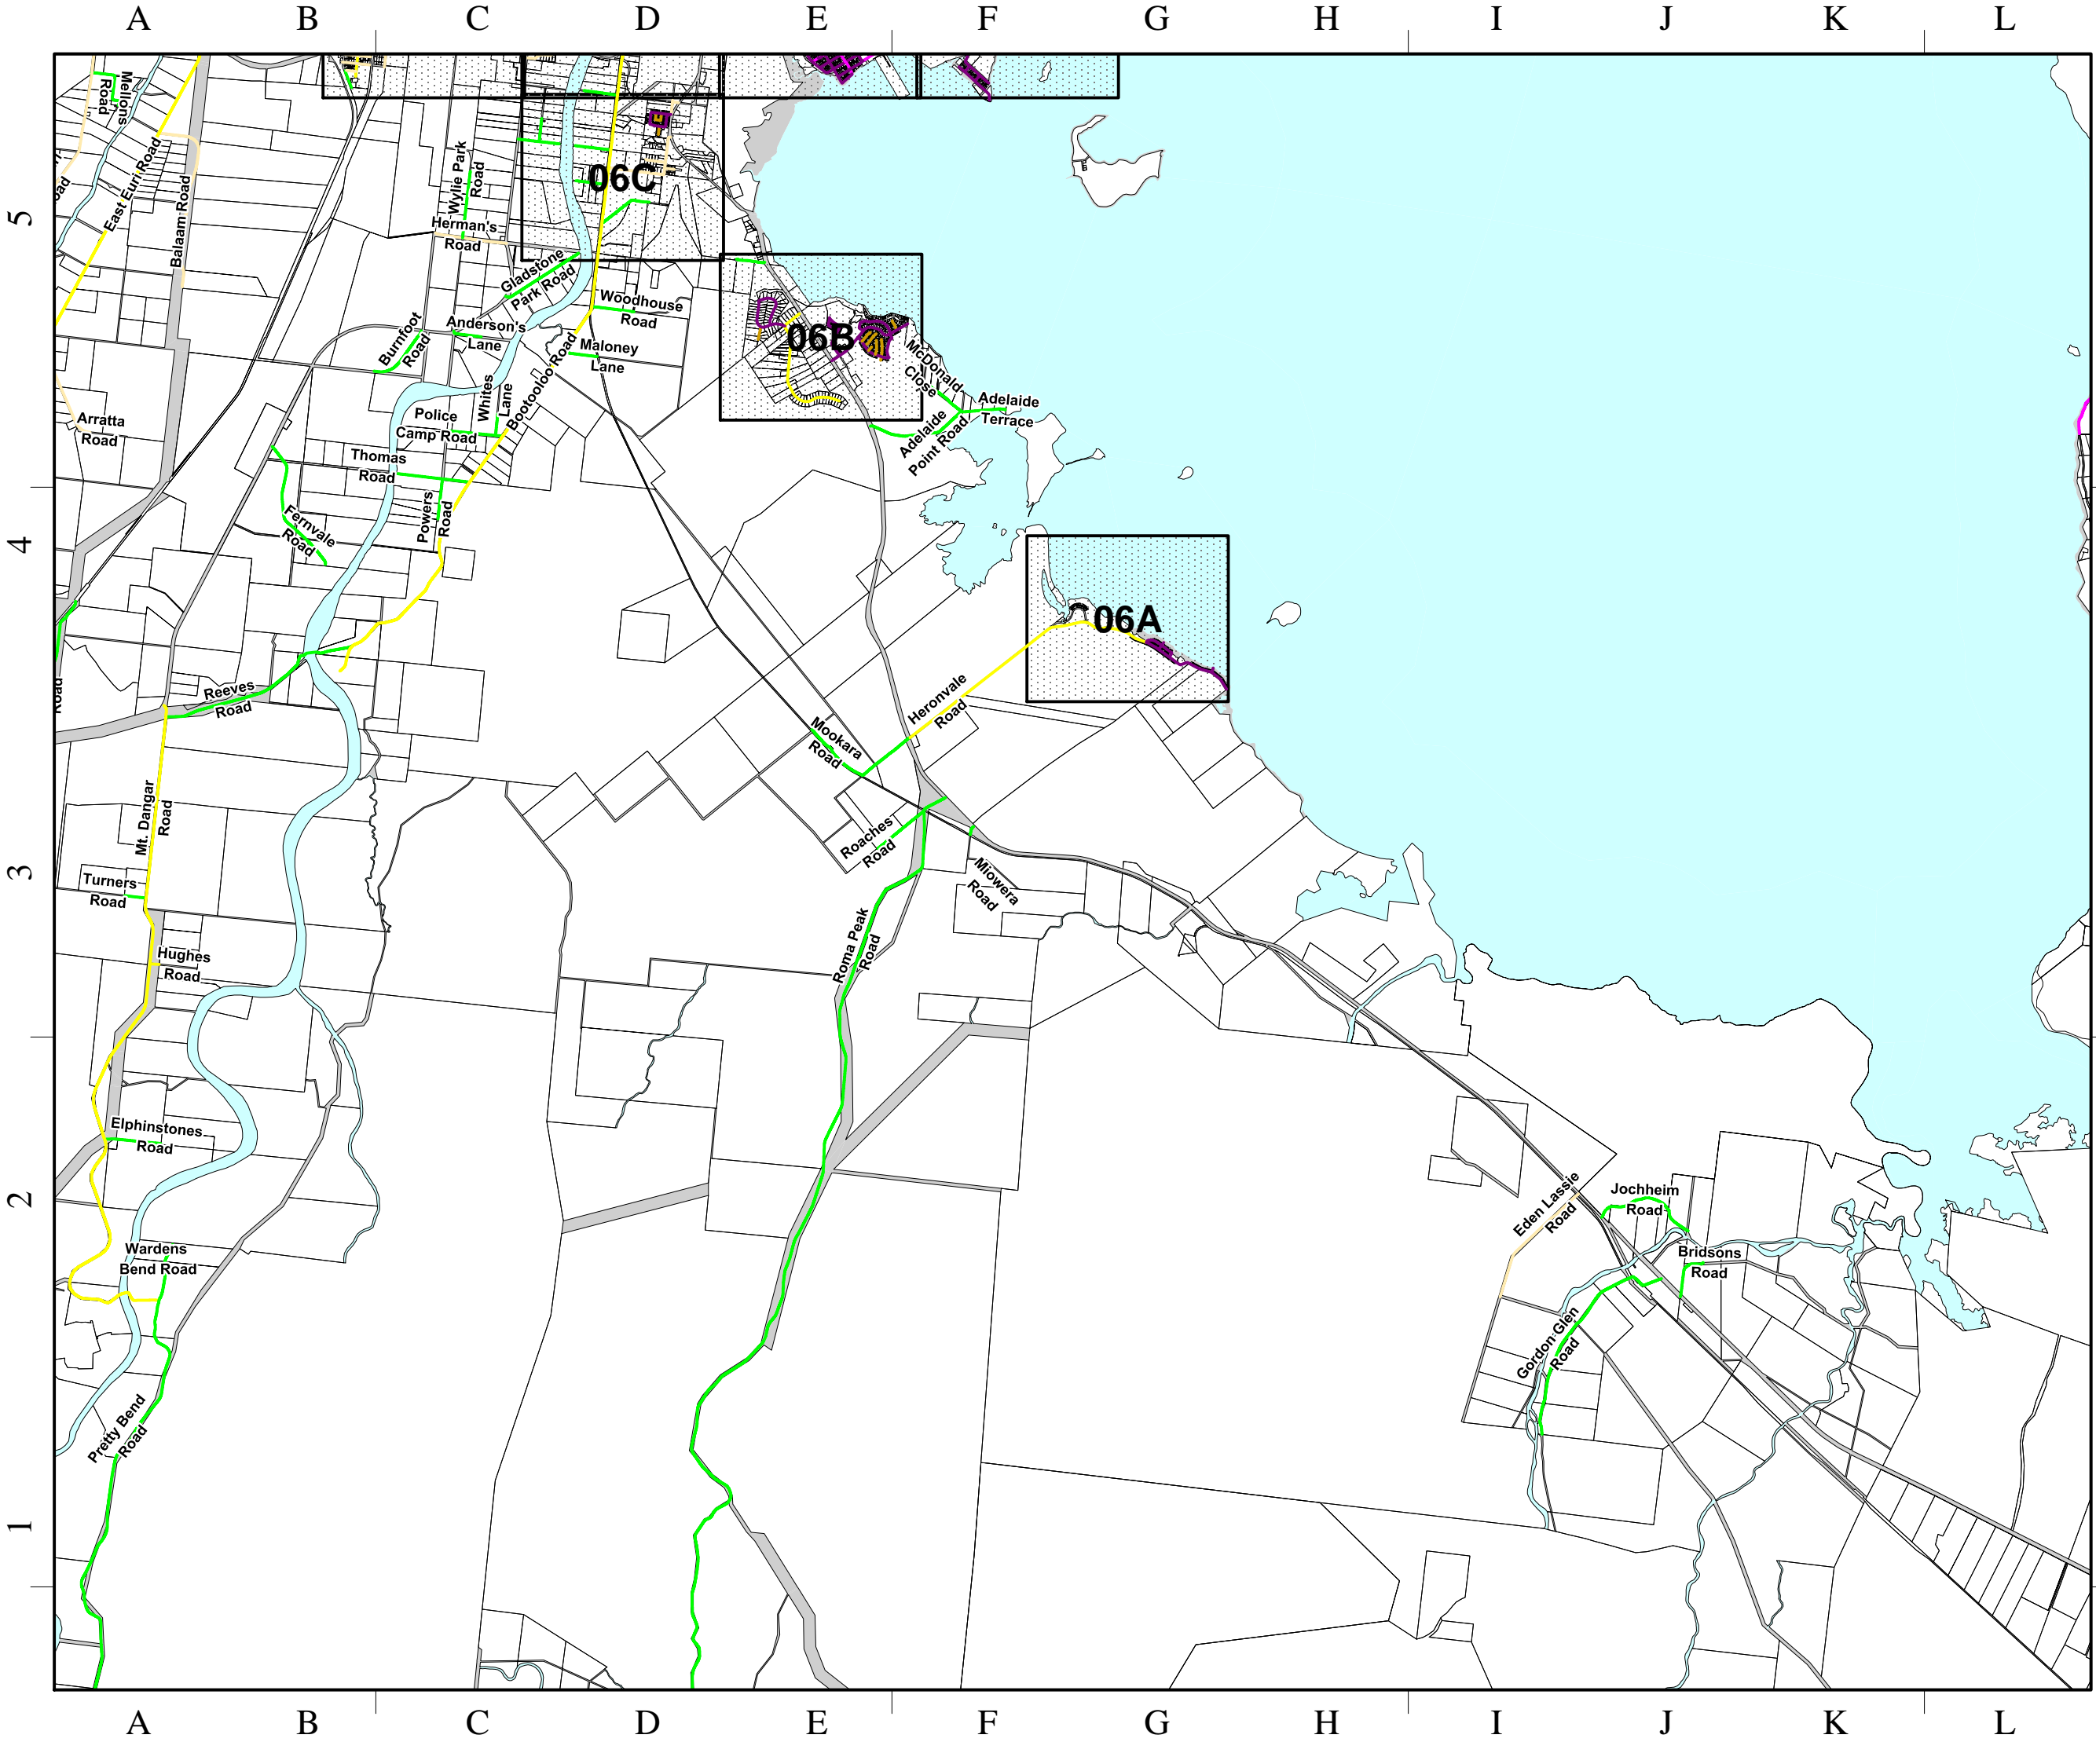 A B C D E F G H I J K L
5
4
3
2
1
Mellons
Road
East Euri Road
Balaam Road
Wylie Park
Road
Herman's
Road
06C
Gladstone
Park Road
Woodhouse
Road
Burnfoot
Road
Anderson's
Lane
Maloney
Lane
06B
McDonald
Close
Adelaide
Terrace
Adelaide
Point Road
Arratta
Road
Police
Camp Road
Whites
Lane
Bootooloo Road
Thomas
Road
Powers
Road
Fernvale
Road
06A
Road
Reeves
Road
Heronvale
Road
Mookara
Road
Mt. Dangar
Road
Roaches
Road
Miowera
Road
Turners
Road
Roma Peak
Road
Hughes
Road
Elphinstones
Road
Eden Lassie
Road
Jochheim
Road
Wardens
Bend Road
Bridsons
Road
Gordon Glen
Road
Pretty Bend
Road
A B C D E F G H I J K L